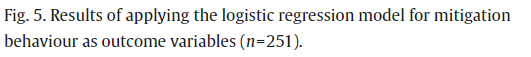 Fig. 5. Results of applying the logistic regression model for mitigation
behaviour as outcome variables (n=251).